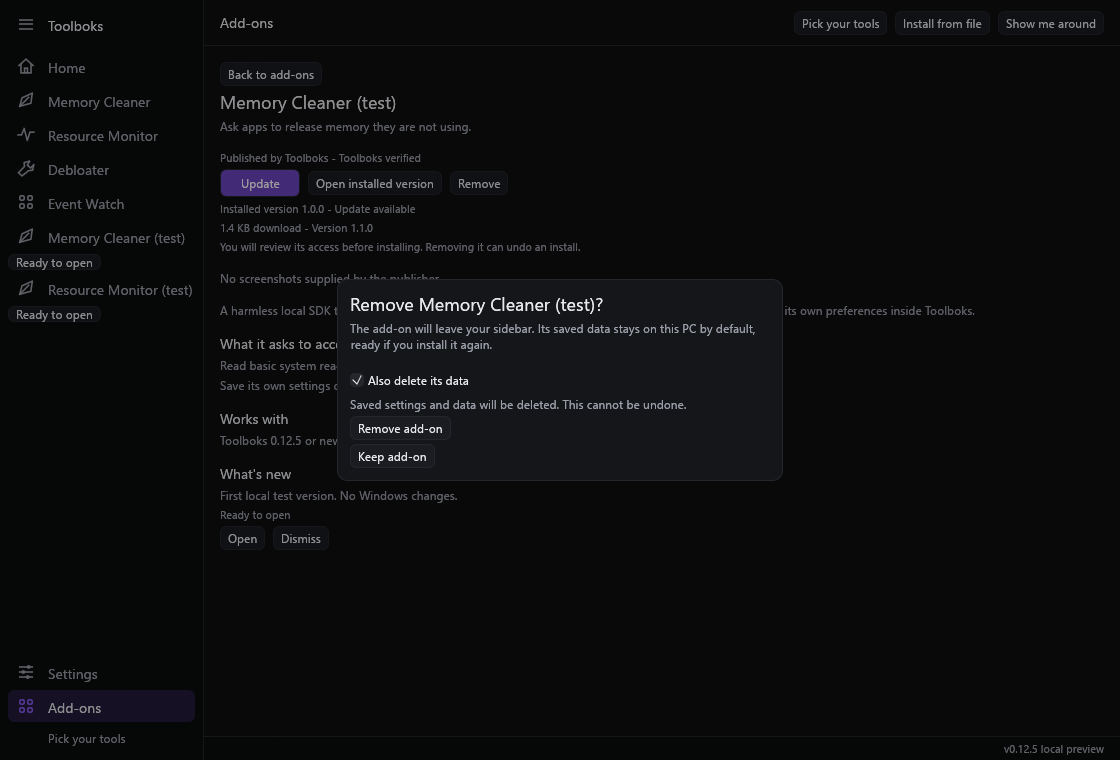 Toolboks
Add-ons
Pick your tools
Install from file
Show me around
Home
Memory Cleaner
Resource Monitor
Debloater
Event Watch
Memory Cleaner (test)
Ready to open
Resource Monitor (test)
Ready to open
Back to add-ons
Memory Cleaner (test)
Ask apps to release memory they are not using.
Published by Toolboks - Toolboks verified
Update
Open installed version
Remove
Installed version 1.0.0 - Update available
1.4 KB download - Version 1.1.0
You will review its access before installing. Removing it can undo an install.
No screenshots supplied by the publisher
A harmless local SDK
its own preferences inside Toolboks.
What it asks to
Read basic system
Save its own settings
Works with
Toolboks 0.12.5 or
What's new
First local test version. No Windows changes.
Ready to open
Open
Dismiss
Remove Memory Cleaner (test)?
The add-on will leave your sidebar. Its saved data stays on this PC by default,
ready if you install it again.
Also delete its data
Saved settings and data will be deleted. This cannot be undone.
Remove add-on
Keep add-on
Settings
Add-ons
Pick your tools
v0.12.5 local preview